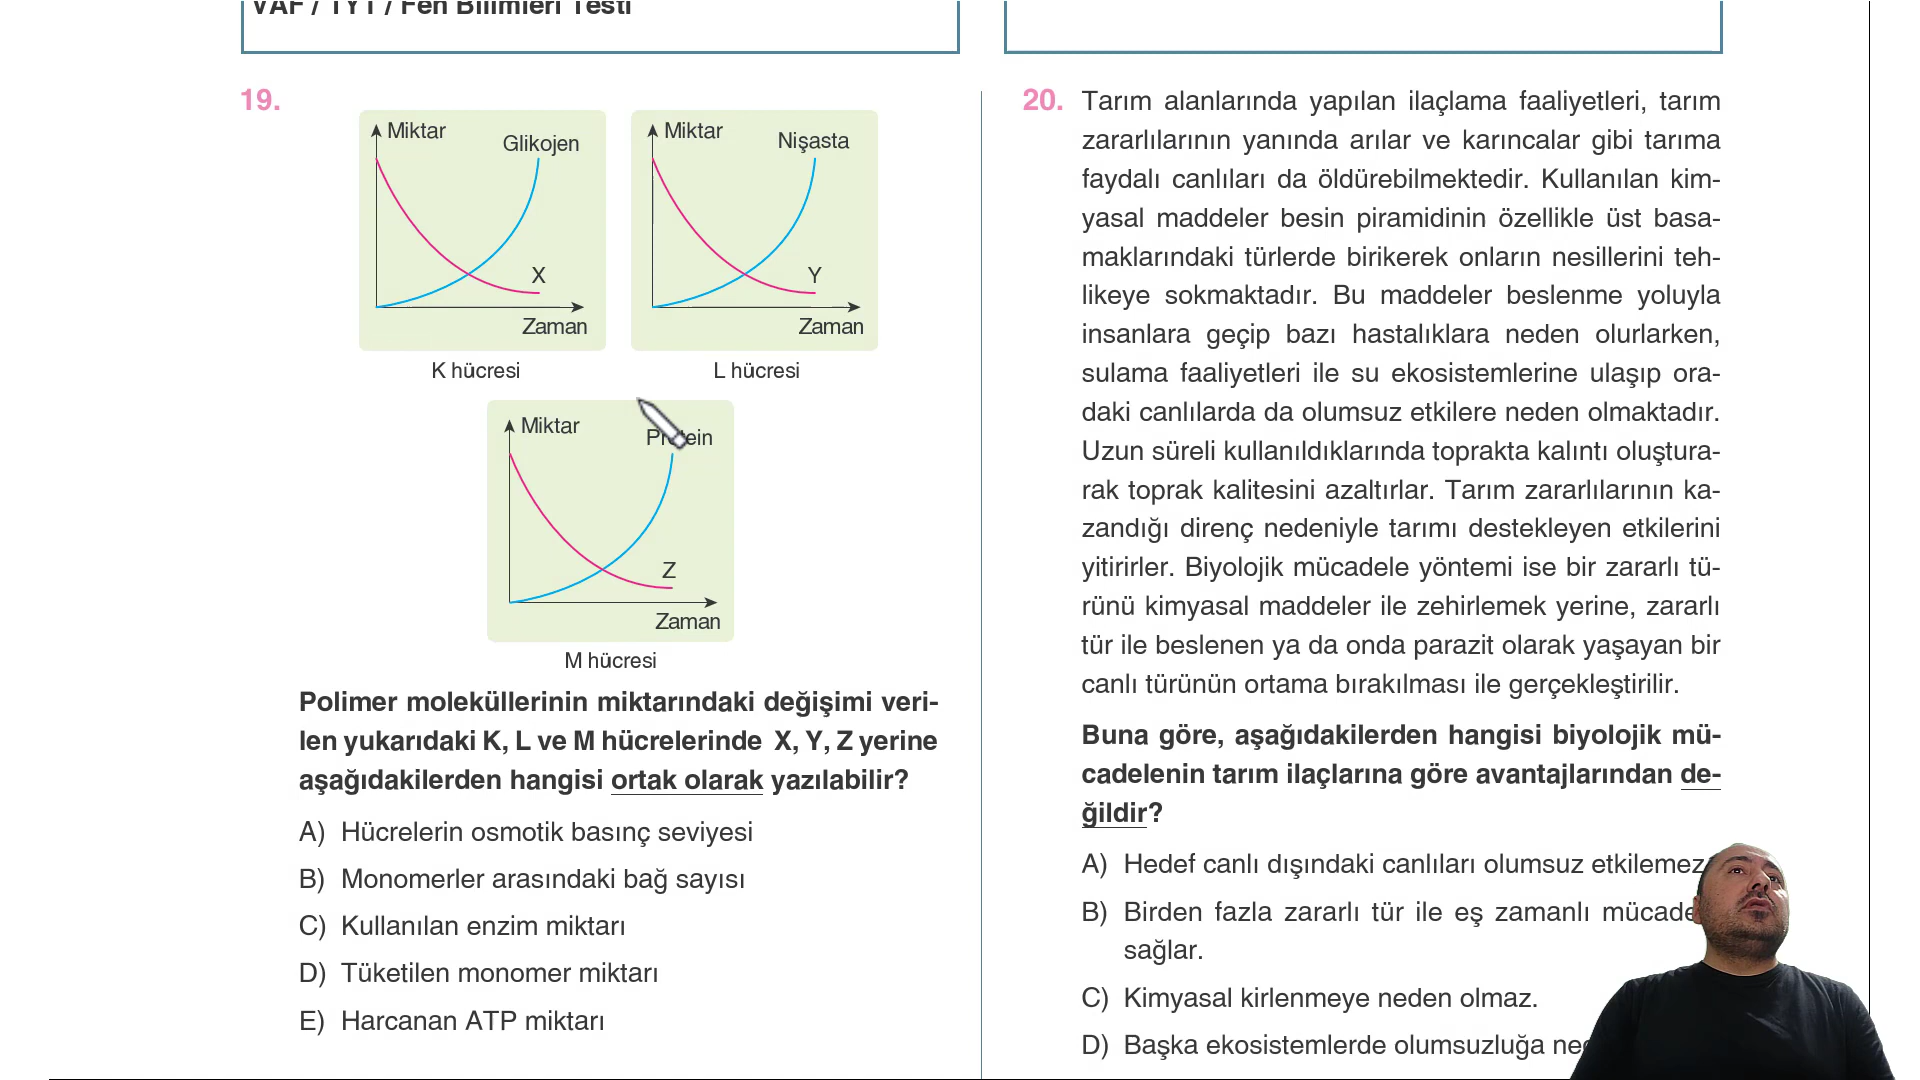 VAF / TYT / Fen Bilimleri Testi
19.
Miktar
Glikojen
X
Zaman
K hücresi
Miktar
Nişasta
Y
Zaman
L hücresi
Miktar
Protein
Z
Zaman
M hücresi
Polimer moleküllerinin miktarındaki değişimi veri-
len yukarıdaki K, L ve M hücrelerinde X, Y, Z yerine
aşağıdakilerden hangisi ortak olarak yazılabilir?
A) Hücrelerin osmotik basınç seviyesi
B) Monomerler arasındaki bağ sayısı
C) Kullanılan enzim miktarı
D) Tüketilen monomer miktarı
E) Harcanan ATP miktarı
20. Tarım alanlarında yapılan ilaçlama faaliyetleri, tarım
zararlılarının yanında arılar ve karıncalar gibi tarıma
faydalı canlıları da öldürebilmektedir. Kullanılan kim-
yasal maddeler besin piramidinin özellikle üst basa-
maklarındaki türlerde birikerek onların nesillerini teh-
likeye sokmaktadır. Bu maddeler beslenme yoluyla
insanlara geçip bazı hastalıklara neden olurlarken,
sulama faaliyetleri ile su ekosistemlerine ulaşıp ora-
daki canlılarda da olumsuz etkilere neden olmaktadır.
Uzun süreli kullanıldıklarında toprakta kalıntı oluştura-
rak toprak kalitesini azaltırlar. Tarım zararlılarının ka-
zandığı direnç nedeniyle tarımı destekleyen etkilerini
yitirirler. Biyolojik mücadele yöntemi ise bir zararlı tü-
rünü kimyasal maddeler ile zehirlemek yerine, zararlı
tür ile beslenen ya da onda parazit olarak yaşayan bir
canlı türünün ortama bırakılması ile gerçekleştirilir.
Buna göre, aşağıdakilerden hangisi biyolojik mü-
cadelenin tarım ilaçlarına göre avantajlarından de-
ğildir?
A) Hedef canlı dışındaki canlıları olumsuz etkilemez
B) Birden fazla zararlı tür ile eş zamanlı
sağlar.
C) Kimyasal kirlenmeye neden olmaz.
D) Başka ekosistemlerde olumsuzluğa